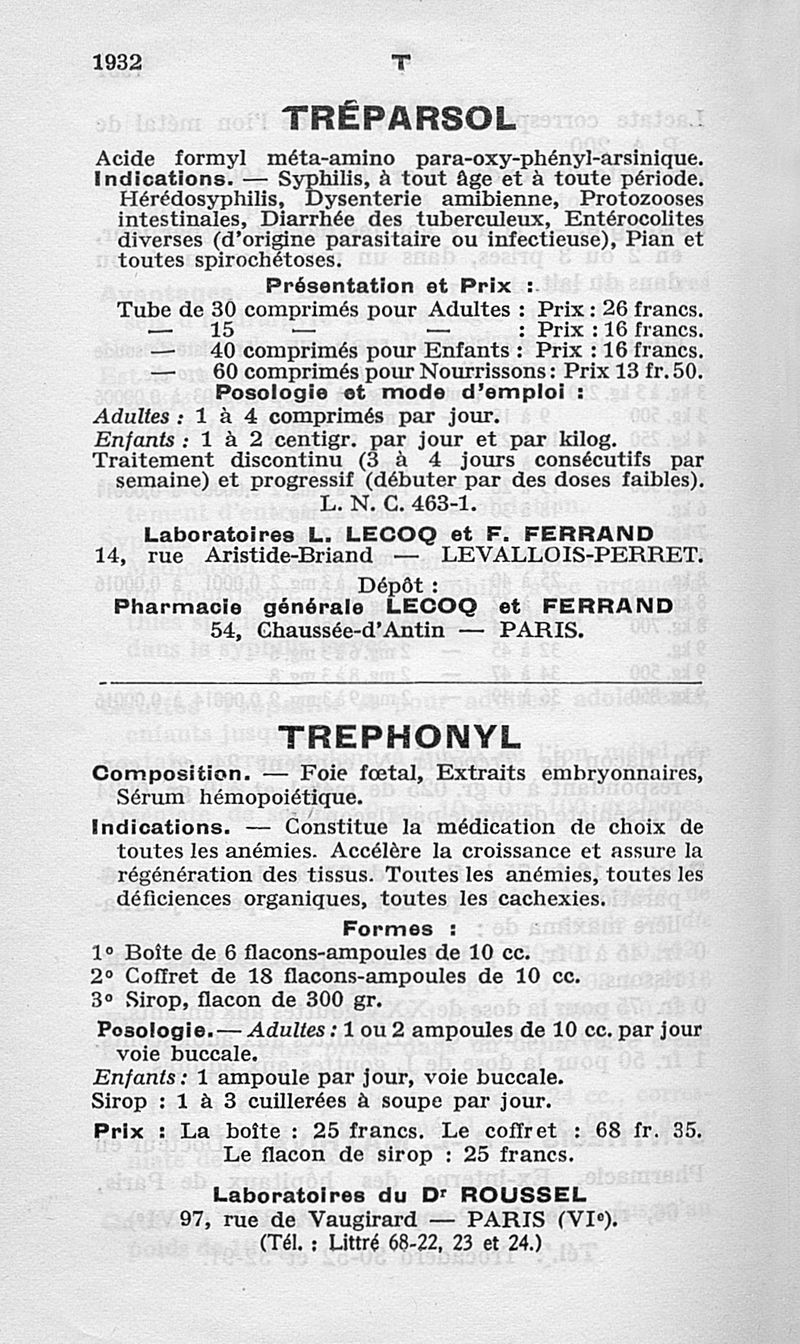 1932
T
TRÉPARSOL
Acide formyl méta-amino para-oxy-phényl-arsinique.
Indications. — Syphilis, à tout âge et à toute période.
Hérédosyphilis, Dysenterie amibienne, Protozooses
intestinales, Diarrhée des tuberculeux, Entérocolites
diverses (d'origine parasitaire ou infectieuse), Pian et
toutes spirochétoses.
Présentation et Prix :
Tube de 30 comprimés pour Adultes : Prix : 26 francs.
— 15 — — : Prix : 16 francs.
— 40 comprimés pour Enfants : Prix : 16 francs.
— 60 comprimés pour Nourrissons : Prix 13 fr. 50.
Posologie et mode d'emploi :
Adultes : 1 à 4 comprimés par jour.
Enfants : 1 à 2 centigr. par jour et par kilog.
Traitement discontinu (3 à 4 jours consécutifs par
semaine) et progressif (débuter par des doses faibles).
L. N. C. 463-1.
Laboratoires L. LECOQ et F. FERRAND
14, rue Aristide-Briand — LEVALLOIS-PERRET.
Dépôt :
Pharmacie générale LECOQ et FERRAND
54, Chaussée-d'Antin — PARIS.
TREPHONYL
Composition. — Foie fœtal, Extraits embryonnaires,
Sérum hémopoiétique.
Indications. — Constitue la médication de choix de
toutes les anémies. Accélère la croissance et assure la
régénération des tissus. Toutes les anémies, toutes les
déficiences organiques, toutes les cachexies.
Formes :
1° Boîte de 6 flacons-ampoules de 10 cc.
2° Coffret de 18 flacons-ampoules de 10 cc.
3° Sirop, flacon de 300 gr.
Posologie. — Adultes : 1 ou 2 ampoules de 10 cc. par jour
voie buccale.
Enfants : 1 ampoule par jour, voie buccale.
Sirop : 1 à 3 cuillerées à soupe par jour.
Prix : La boîte : 25 francs. Le coffret : 68 fr. 35.
Le flacon de sirop : 25 francs.
Laboratoires du Dr ROUSSEL
97, rue de Vaugirard — PARIS (VIe).
(Tél. : Littré 68-22, 23 et 24.)